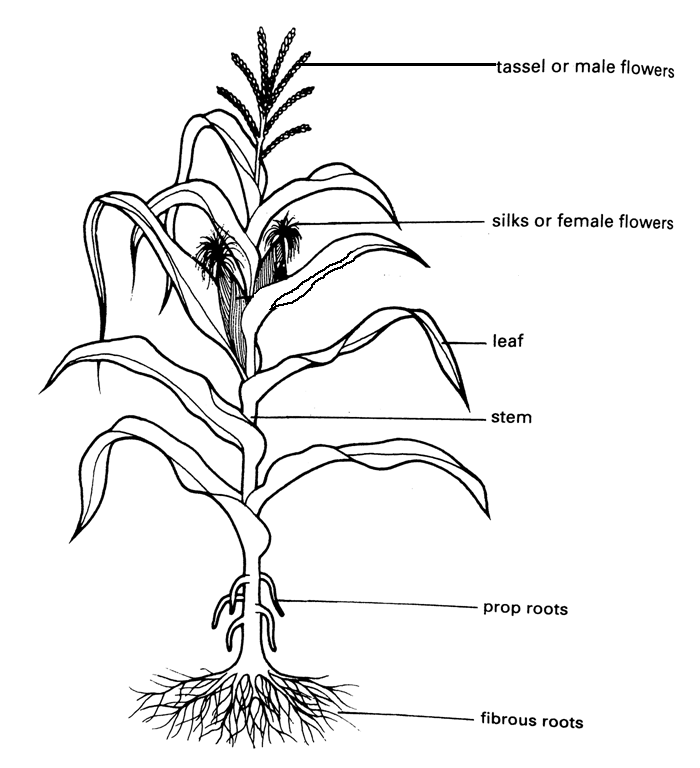 tassel or male flowers
silks or female flowers
leaf
stem
prop roots
fibrous roots